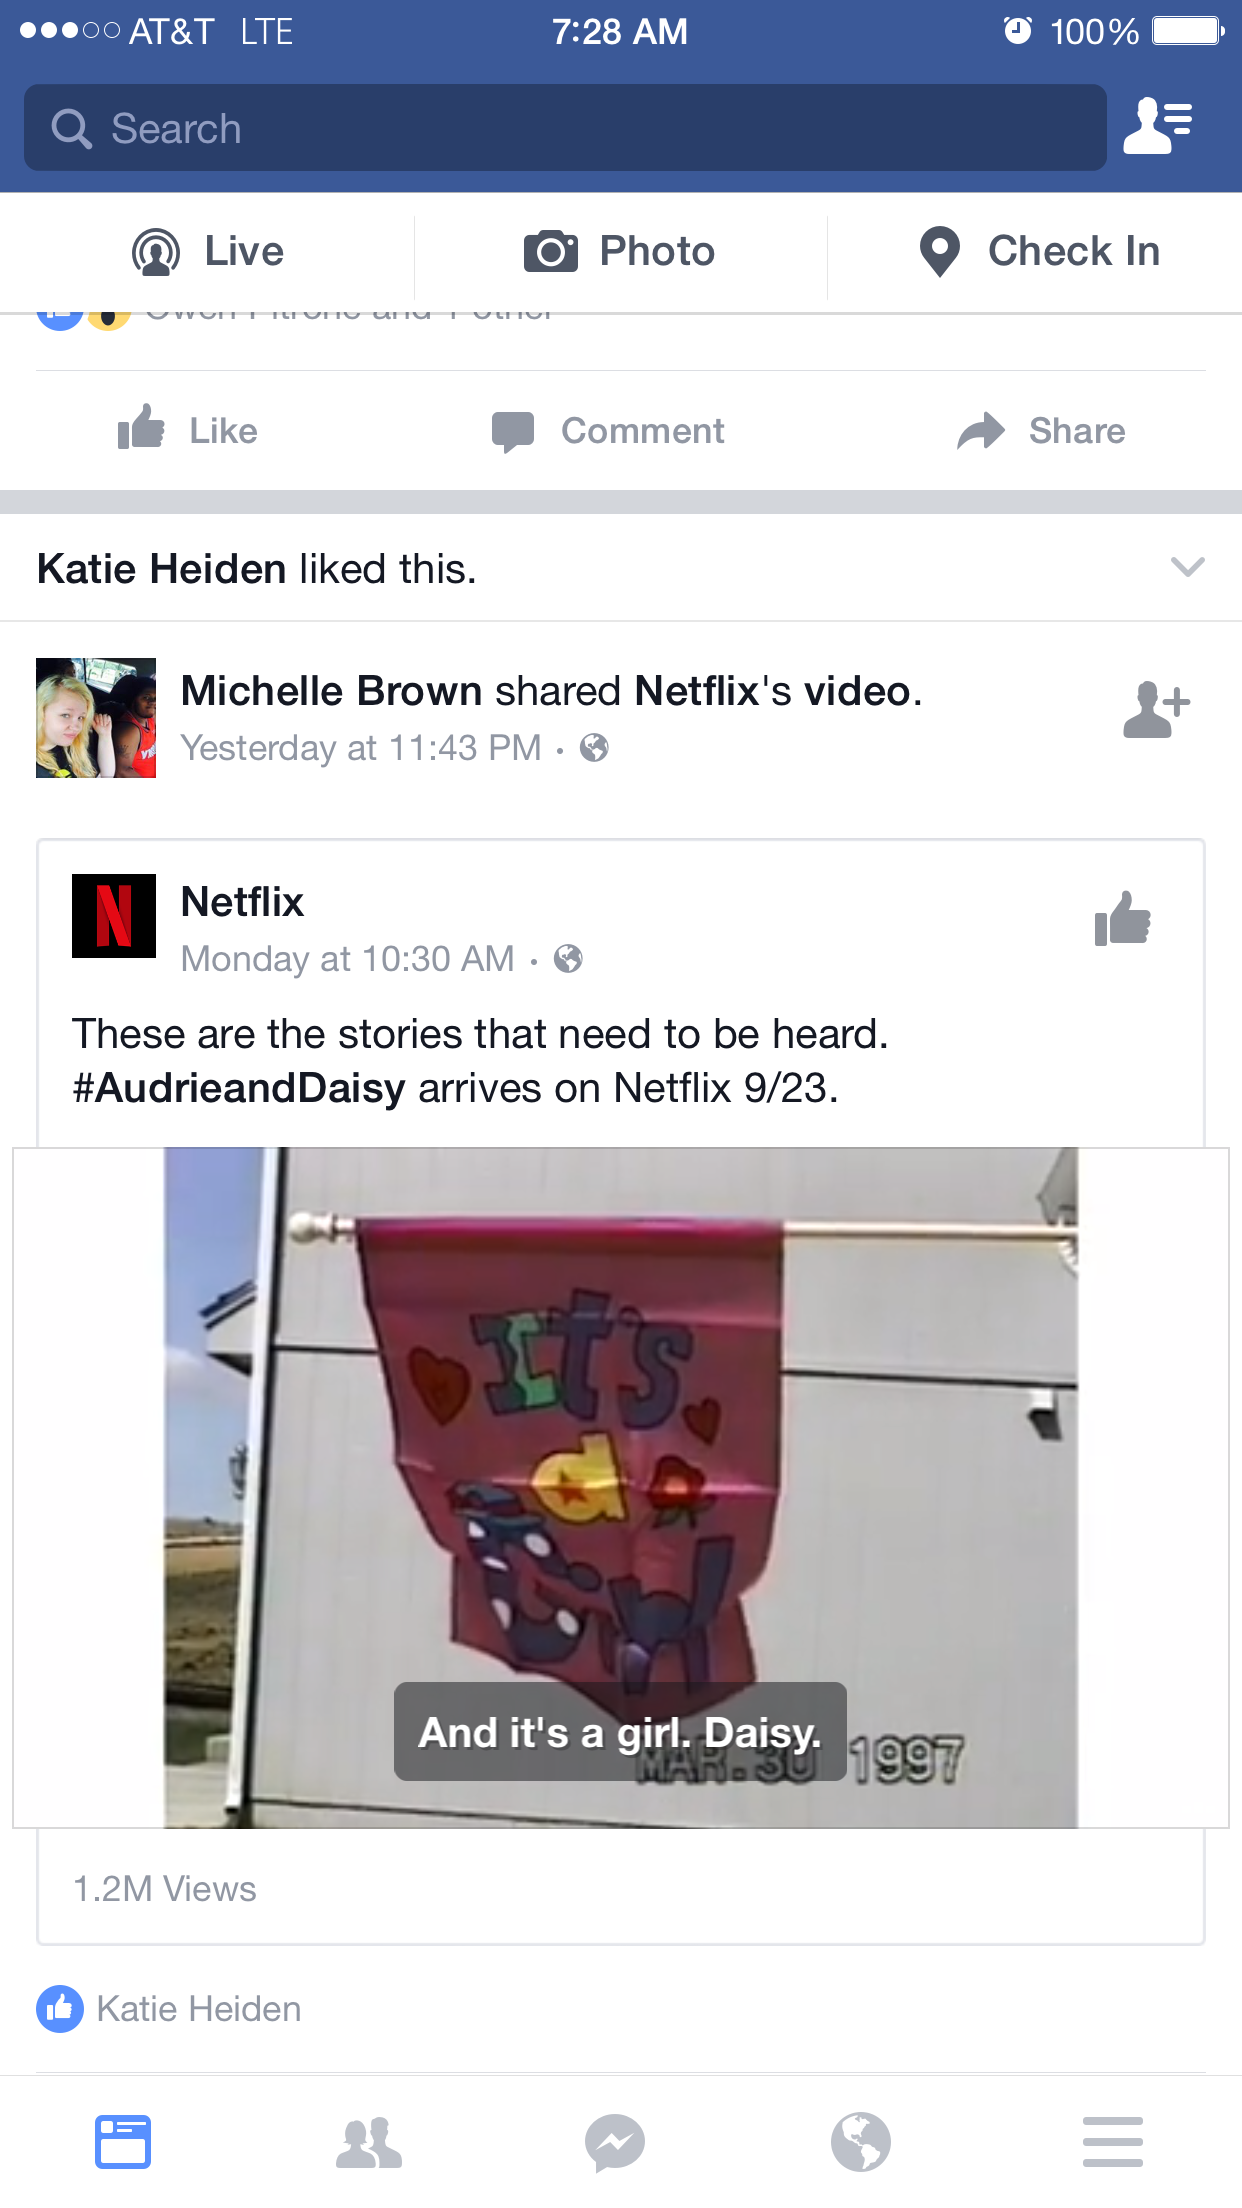 AT&T LTE 7:28 AM 100%
Search
Live Photo Check In
Like Comment Share
Katie Heiden liked this.
Michelle Brown shared Netflix's video.
Yesterday at 11:43 PM ·
N Netflix
Monday at 10:30 AM ·
These are the stories that need to be heard.
#AudrieandDaisy arrives on Netflix 9/23.
It's
a
Girl
And it's a girl. Daisy.
MAR. 30 1997
1.2M Views
Katie Heiden